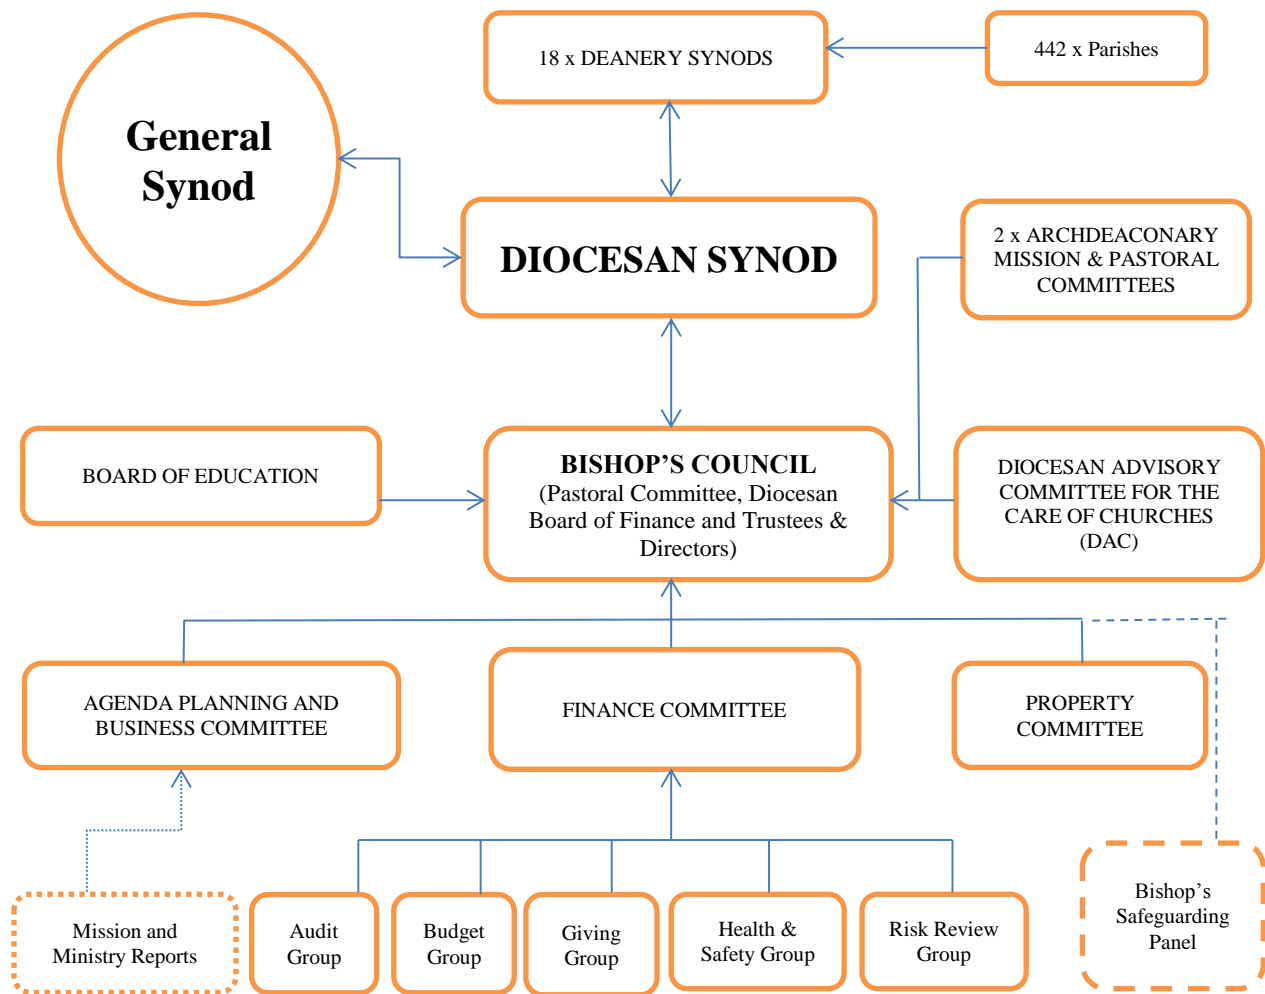 18 x DEANERY SYNODS
442 x Parishes
General
Synod
DIOCESAN SYNOD
2 x ARCHDEACONARY
MISSION & PASTORAL
COMMITTEES
BOARD OF EDUCATION
BISHOP’S COUNCIL
(Pastoral Committee, Diocesan
Board of Finance and Trustees &
Directors)
DIOCESAN ADVISORY
COMMITTEE FOR THE
CARE OF CHURCHES
(DAC)
AGENDA PLANNING AND
BUSINESS COMMITTEE
FINANCE COMMITTEE
PROPERTY
COMMITTEE
Mission and
Ministry Reports
Audit
Group
Budget
Group
Giving
Group
Health &
Safety Group
Risk Review
Group
Bishop’s
Safeguarding
Panel